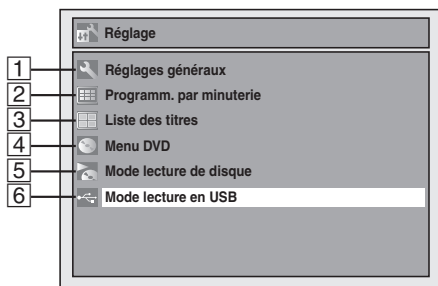 Réglage
1 Réglages généraux
2 Programm. par minuterie
3 Liste des titres
4 Menu DVD
5 Mode lecture de disque
6 Mode lecture en USB